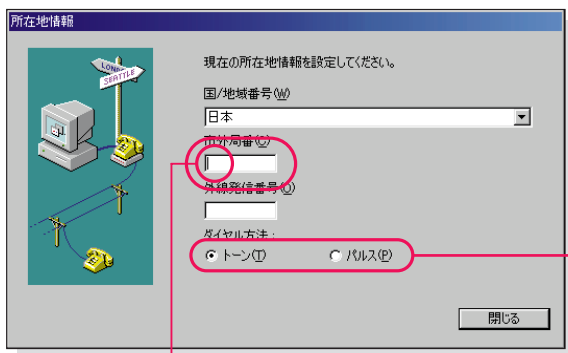 所在地情報
LONDON
SEATTLE
現在の所在地情報を設定してください。
国/地域番号(W)
日本
市外局番(C)
外線発信番号(O)
ダイヤル方法：
トーン(T)
パルス(P)
閉じる